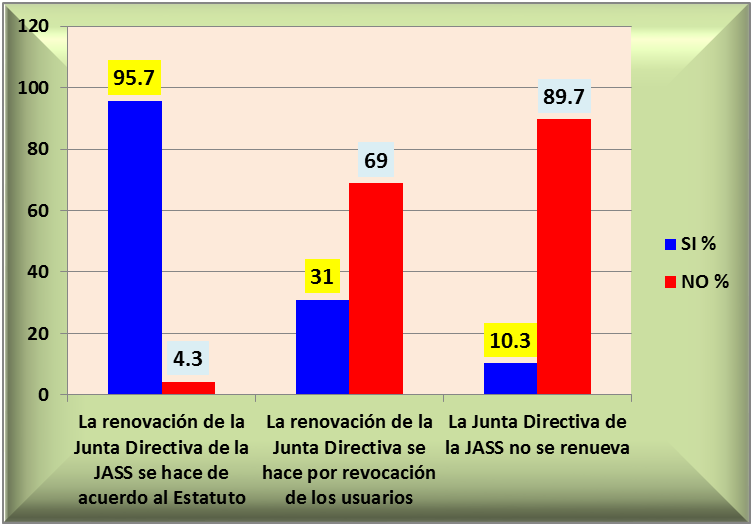 120
100
80
60
40
20
0
95.7
4.3
31
69
10.3
89.7
SI %
NO %
La renovación de la
Junta Directiva de la
JASS se hace de
acuerdo al Estatuto
La renovación de la
Junta Directiva se
hace por revocación
de los usuarios
La Junta Directiva de
la JASS no se renueva